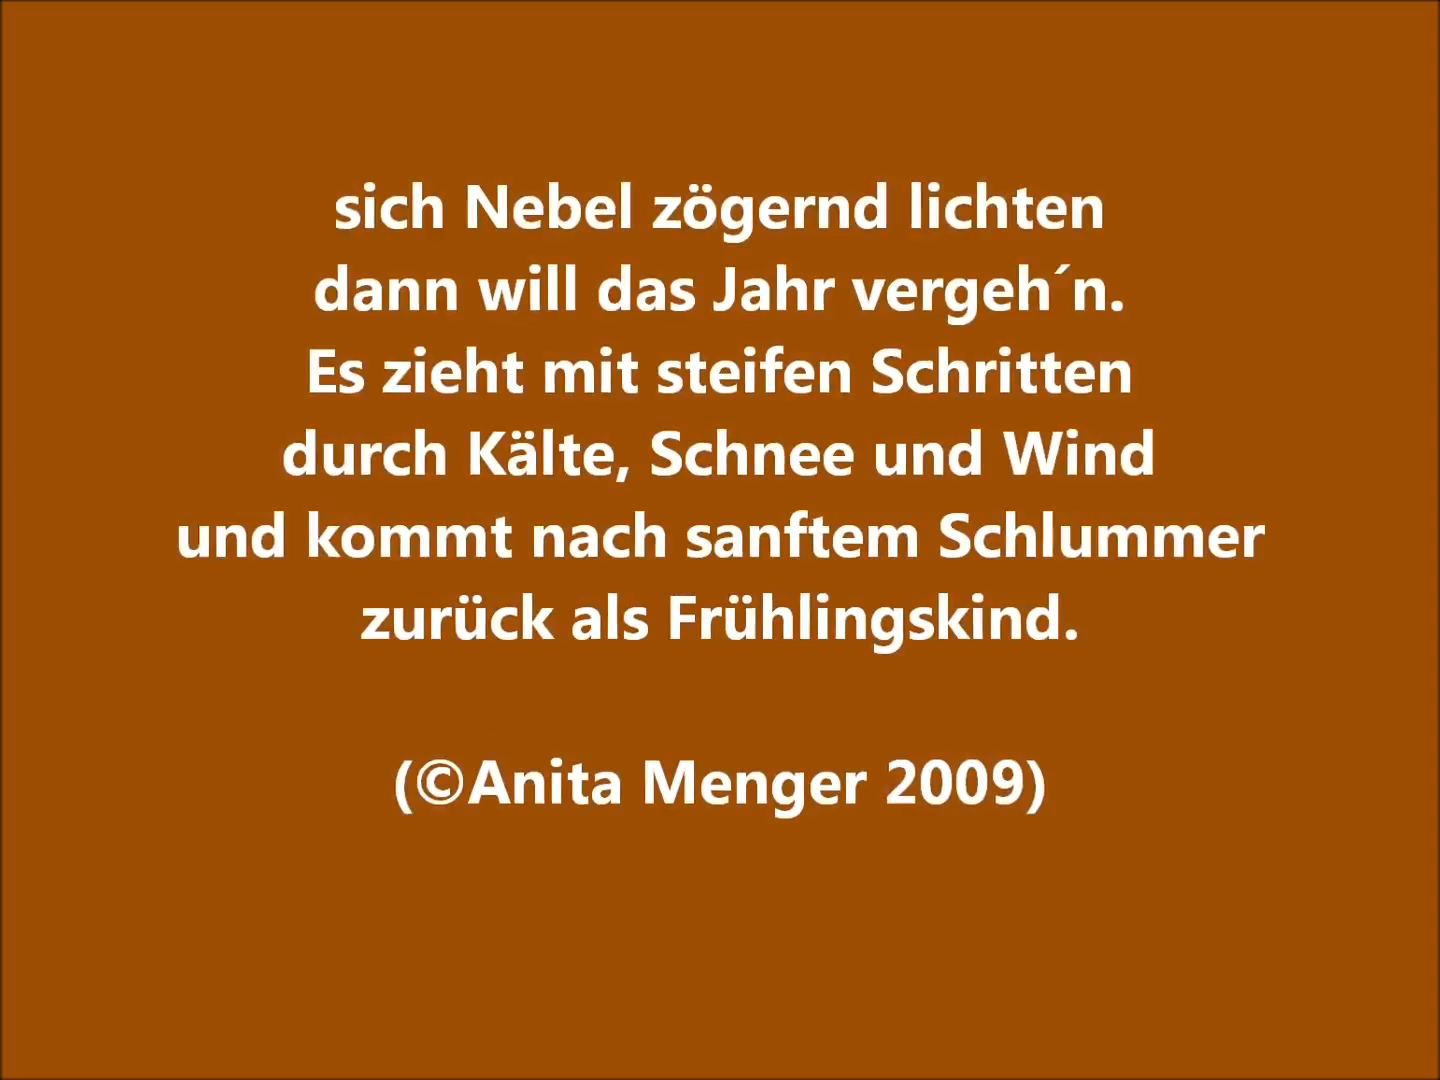 sich Nebel zögernd lichten
dann will das Jahr vergeh´n.
Es zieht mit steifen Schritten
durch Kälte, Schnee und Wind
und kommt nach sanftem Schlummer
zurück als Frühlingskind.
(©Anita Menger 2009)